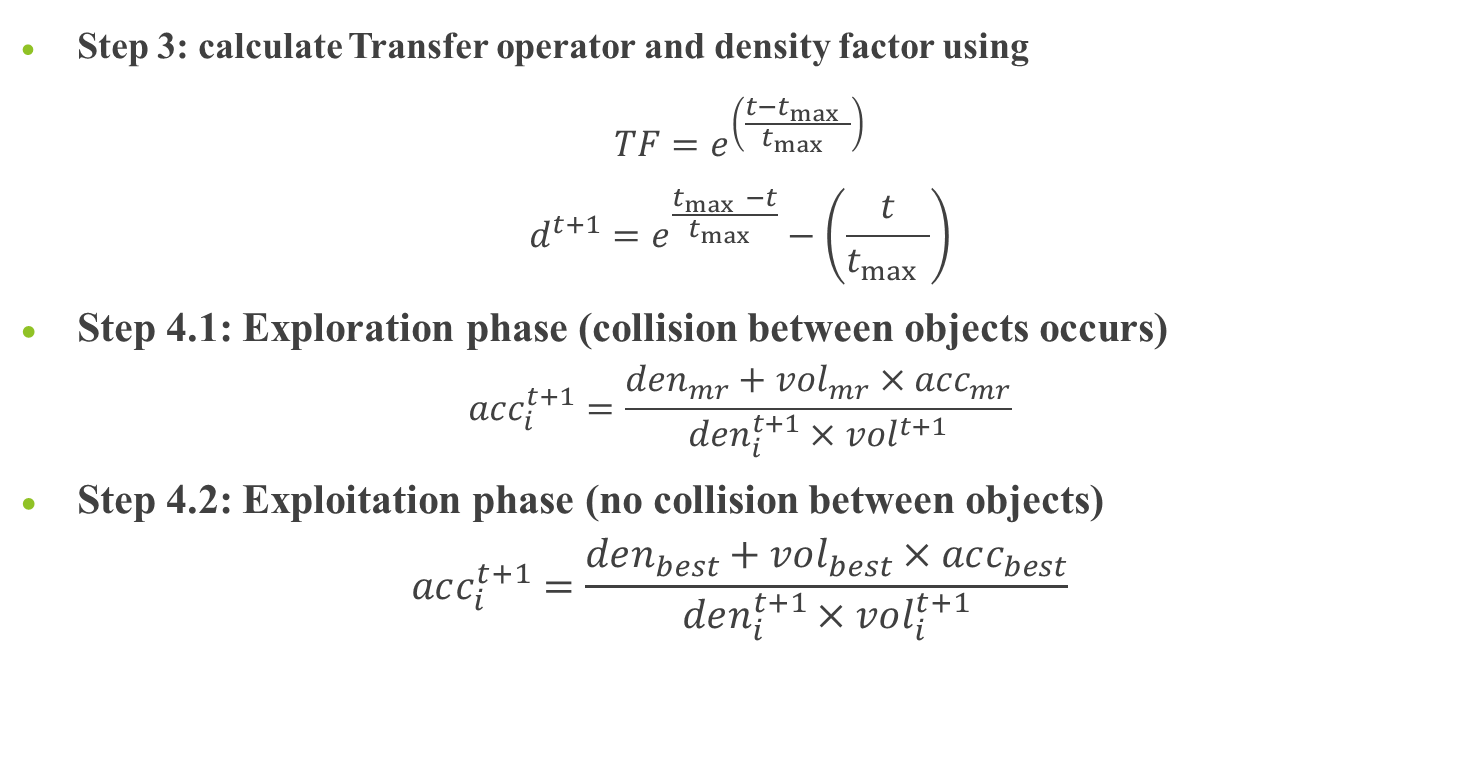 • Step 3: calculate Transfer operator and density factor using
TF = e^((t−t_max)/t_max)
d^{t+1} = e^{(t_max −t)/t_max} − (t/t_max)
• Step 4.1: Exploration phase (collision between objects occurs)
acc_i^{t+1} = (den_mr + vol_mr × acc_mr)/(den_i^{t+1} × vol^{t+1})
• Step 4.2: Exploitation phase (no collision between objects)
acc_i^{t+1} = (den_best + vol_best × acc_best)/(den_i^{t+1} × vol_i^{t+1})